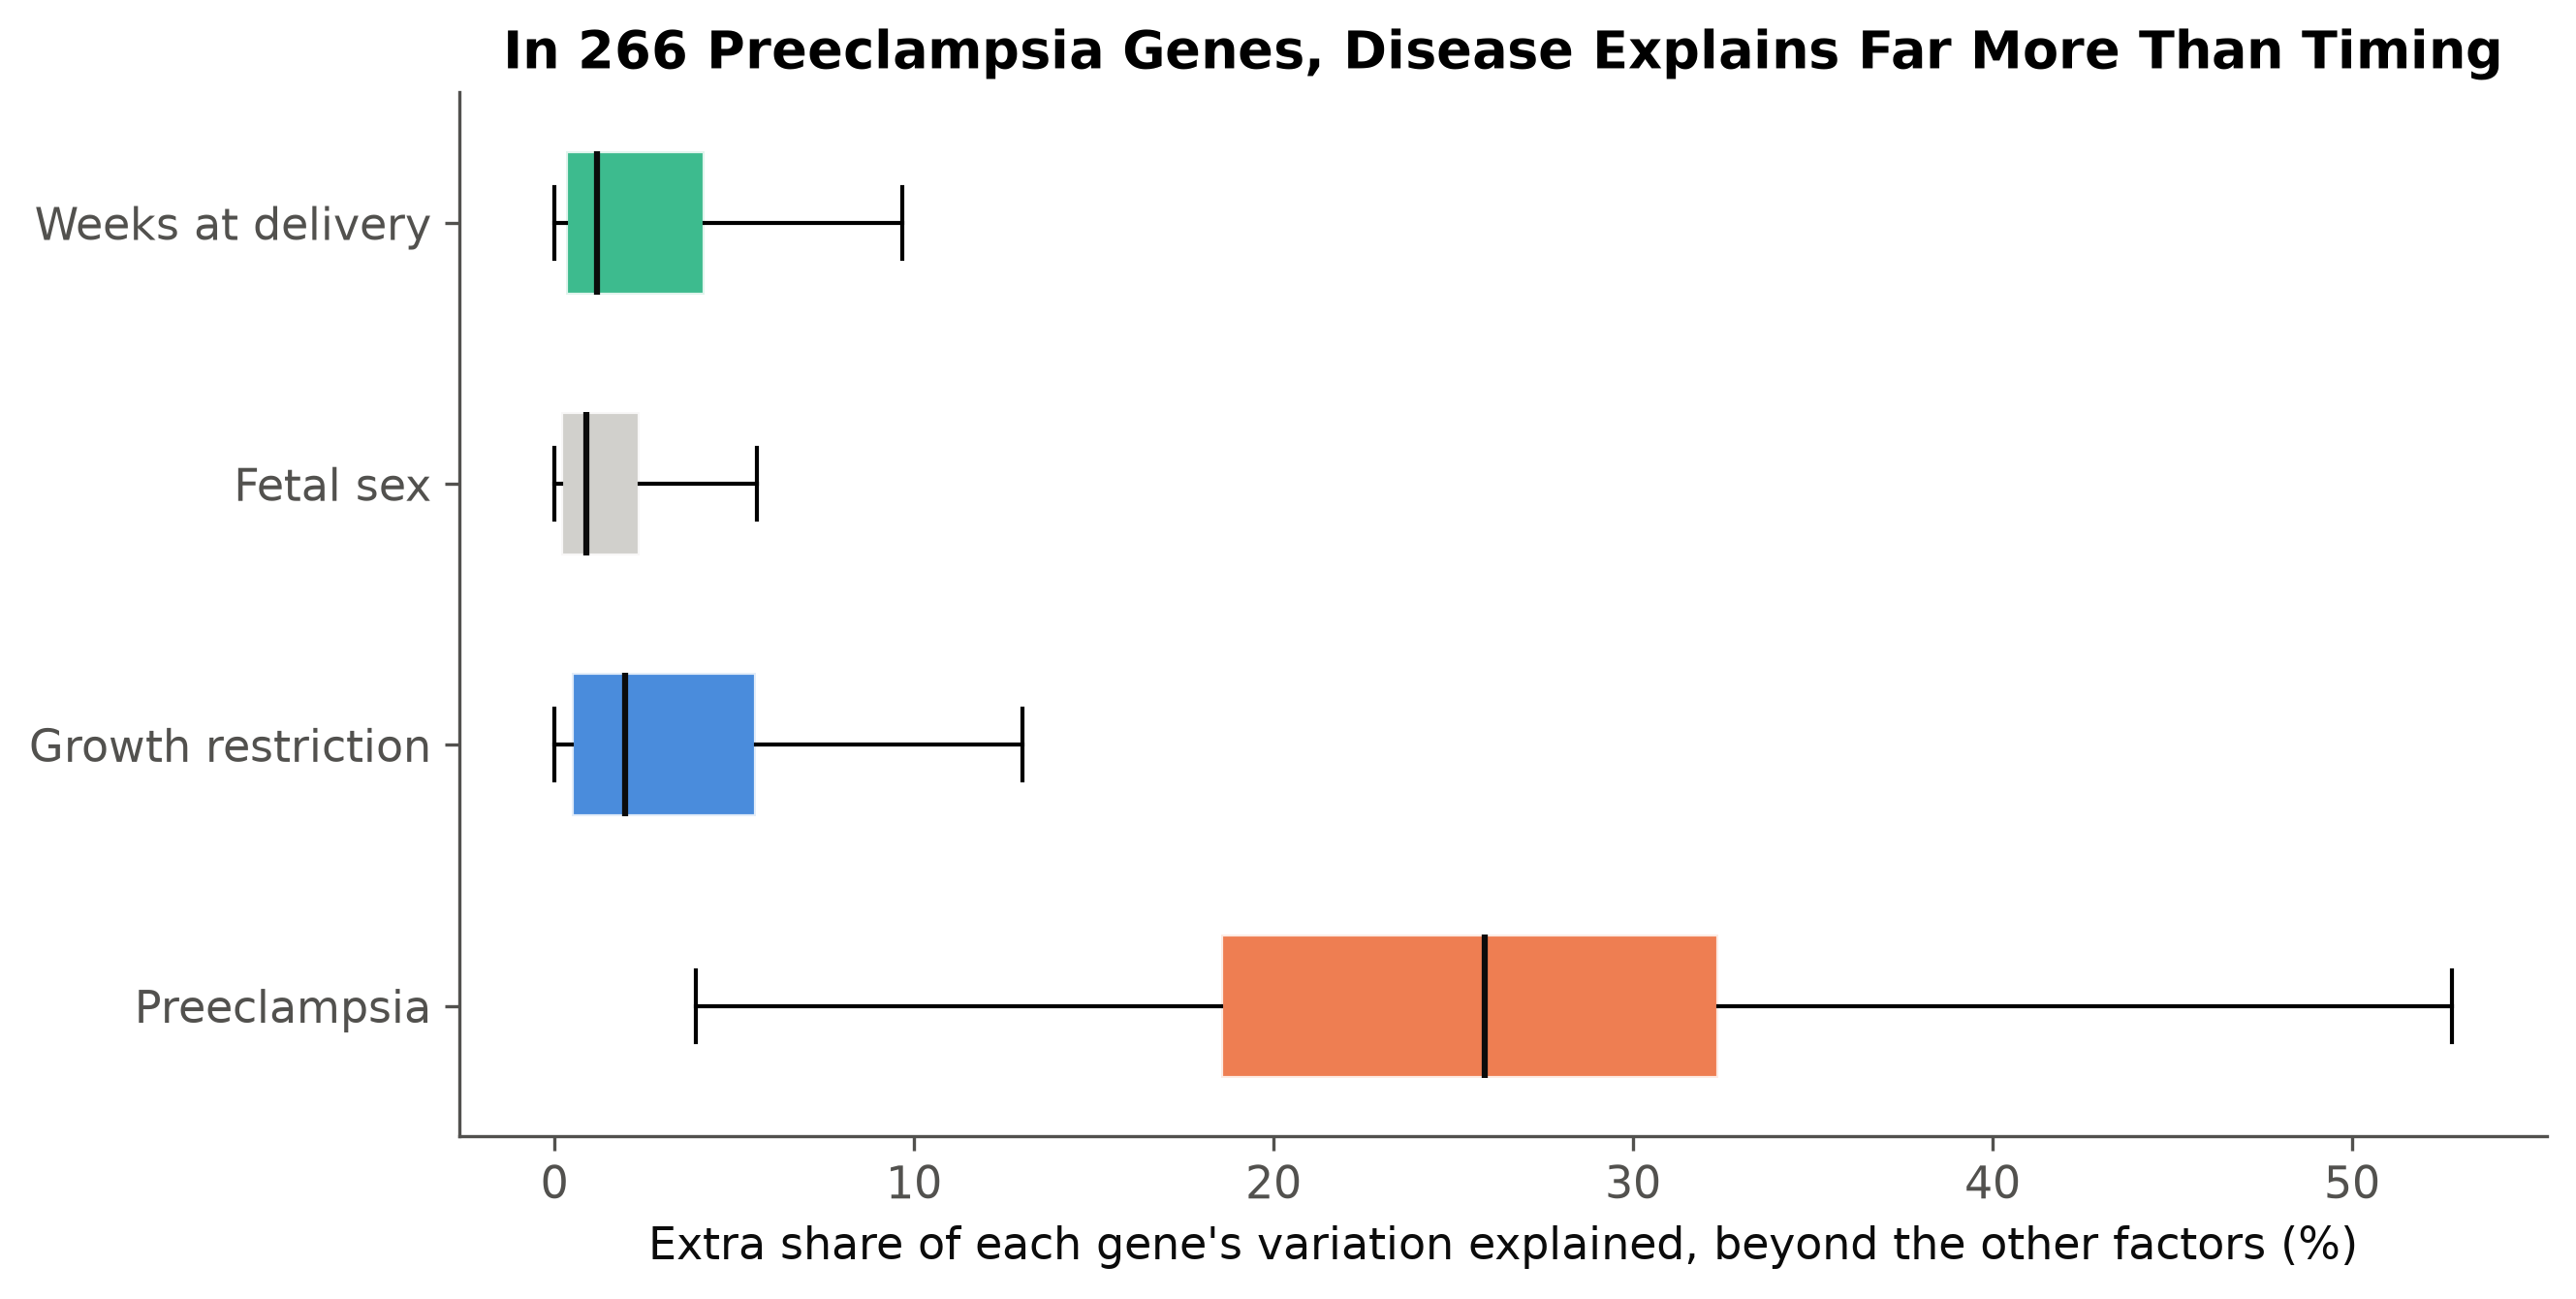 In 266 Preeclampsia Genes, Disease Explains Far More Than Timing
Weeks at delivery
Fetal sex
Growth restriction
Preeclampsia
0 10 20 30 40 50
Extra share of each gene's variation explained, beyond the other factors (%)